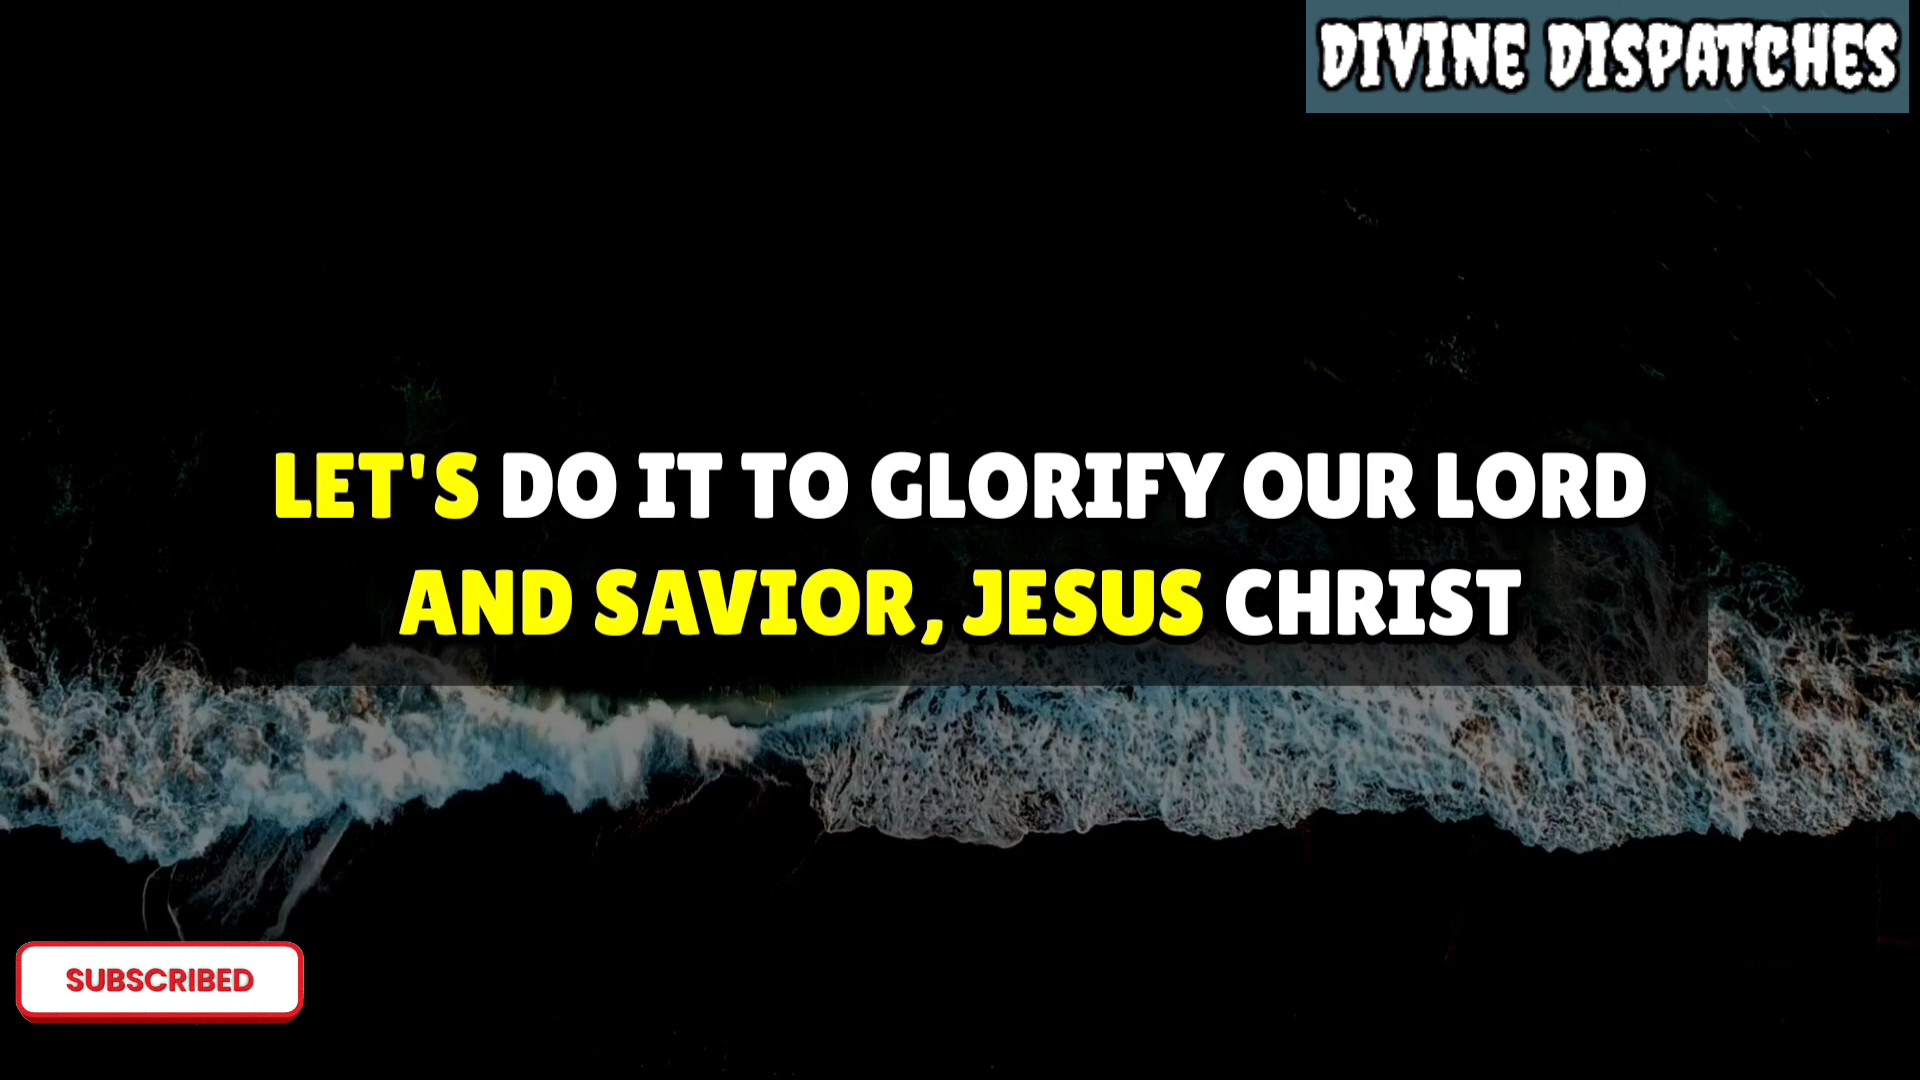 DIVINE DISPATCHES
LET'S DO IT TO GLORIFY OUR LORD
AND SAVIOR, JESUS CHRIST
SUBSCRIBED